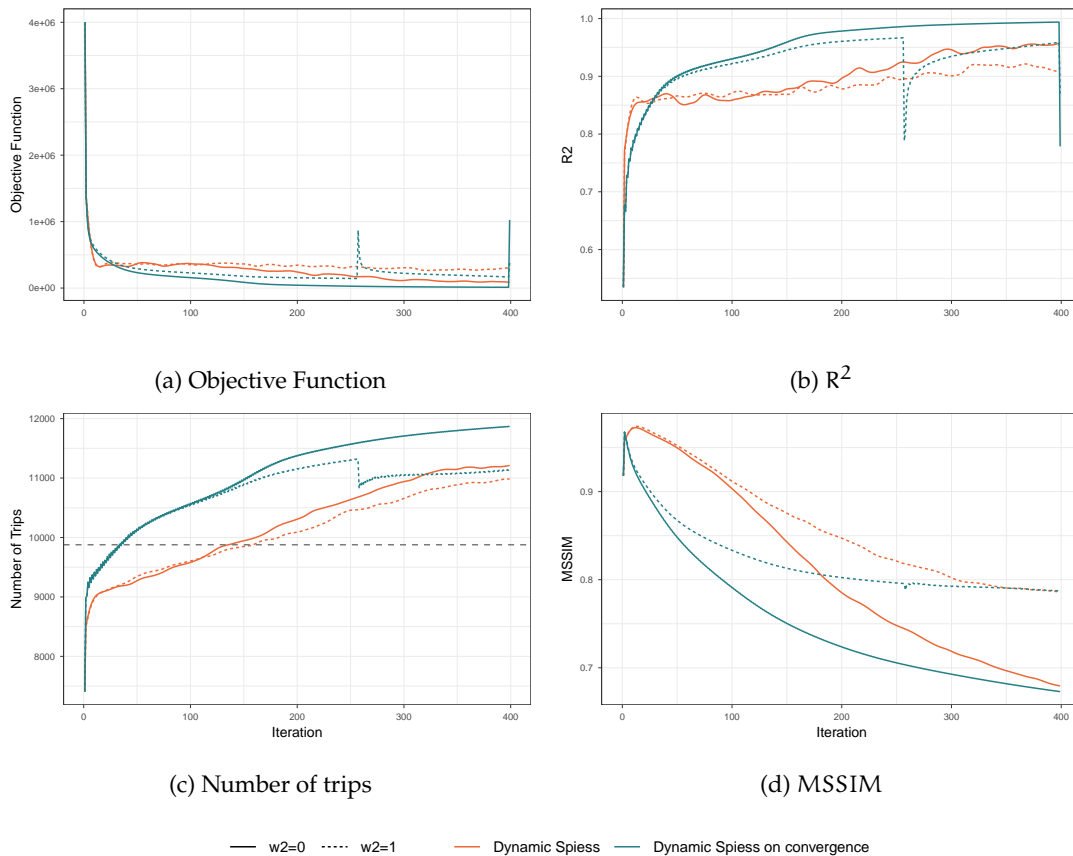 4e+06
3e+06
2e+06
1e+06
0e+00
Objective Function
0 100 200 300 400
(a) Objective Function
1.0
0.9
0.8
0.7
0.6
R2
0 100 200 300 400
(b) R²
12000
11000
10000
9000
8000
Number of Trips
0 100 200 300 400
Iteration
(c) Number of trips
0.9
0.8
0.7
MSSIM
0 100 200 300 400
Iteration
(d) MSSIM
w2=0 w2=1 Dynamic Spiess Dynamic Spiess on convergence